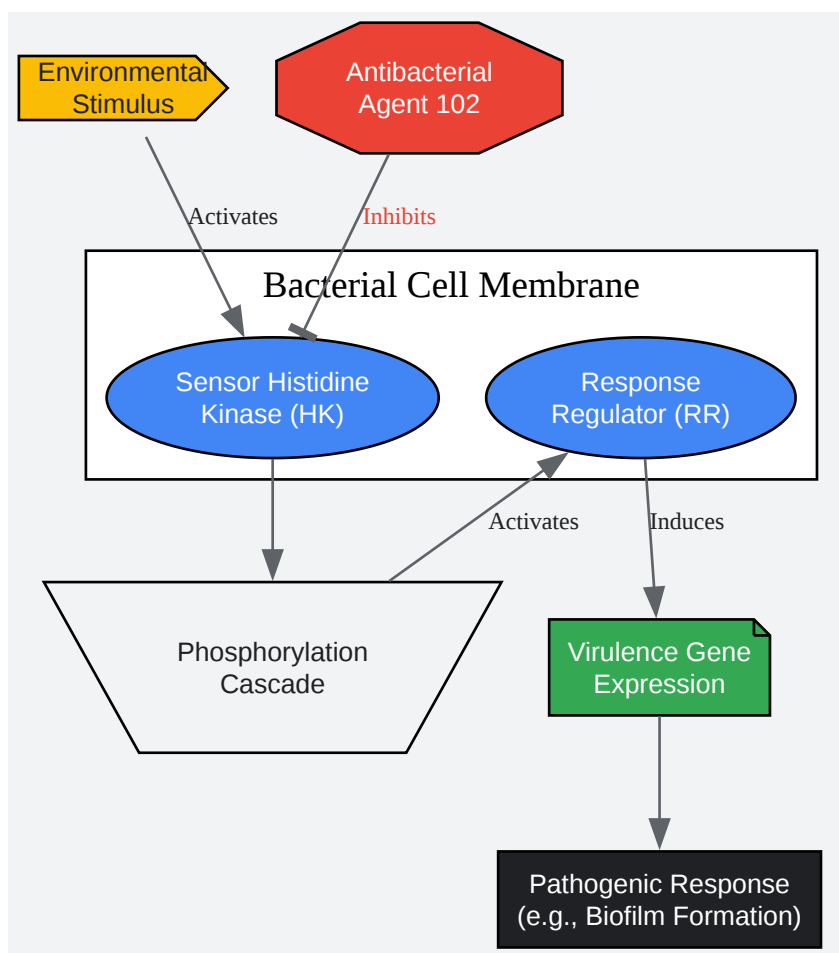 Environmental
Stimulus
Antibacterial
Agent 102
Activates
Inhibits
Bacterial Cell Membrane
Sensor Histidine
Kinase (HK)
Response
Regulator (RR)
Activates
Induces
Phosphorylation
Cascade
Virulence Gene
Expression
Pathogenic Response
(e.g., Biofilm Formation)